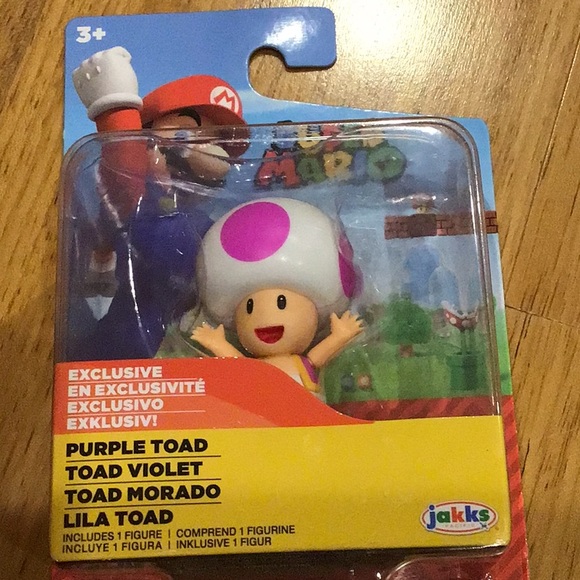 3+
M
SUPER
MARIO
EXCLUSIVE
EN EXCLUSIVITÉ
EXCLUSIVO
EXKLUSIV!
PURPLE TOAD
TOAD VIOLET
TOAD MORADO
LILA TOAD
INCLUDES 1 FIGURE | COMPREND 1 FIGURINE
INCLUYE 1 FIGURA | INKLUSIVE 1 FIGUR
jakks
PACIFIC